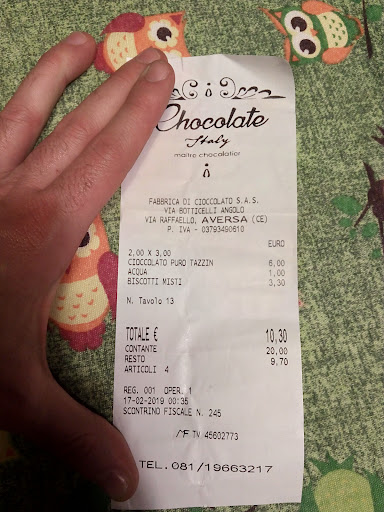 Chocolate
Italy
maitre chocolatier
FABBRICA DI CIOCCOLATO S.A.S.
VIA BOTTICELLI ANGOLO
VIA RAFFAELLO, AVERSA (CE)
P. IVA - 03793490610
EURO
2,00 X 3,00
CIOCCOLATO PURO TAZZIN 6,00
ACQUA 1,00
BISCOTTI MISTI 3,30
N. Tavolo 13
TOTALE € 10,30
CONTANTE 20,00
RESTO 9,70
ARTICOLI 4
REG. 001 OPER. 1
17-02-2019 00:35
SCONTRINO FISCALE N. 245
MF TV 45602773
TEL.081/19663217